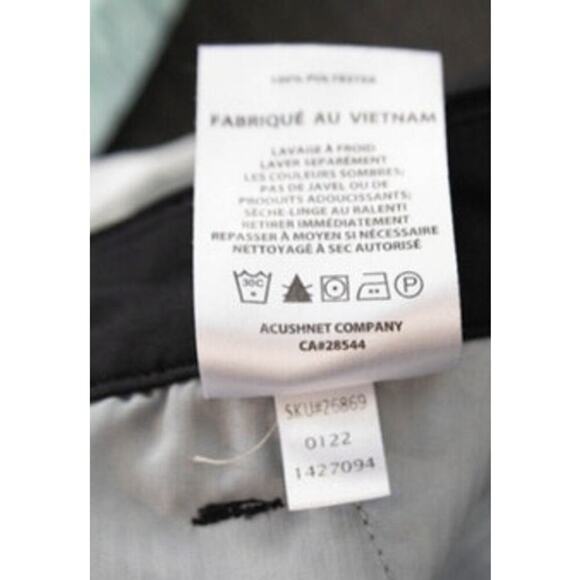 100% POLYESTER
FABRIQUÉ AU VIETNAM
LAVAGE À FROID
LAVER SEPARÉMENT
LES COULEURS SOMBRES;
PAS DE JAVEL OU DE
PRODUITS ADOUCISSANTS;
SÈCHE-LINGE AU RALENTI
RETIRER IMMÉDIATEMENT
REPASSER À MOYEN SI NÉCESSAIRE
NETTOYAGE À SEC AUTORISÉ
30C P
ACUSHNET COMPANY
CA#28544
SKU#26869
0122
1427094